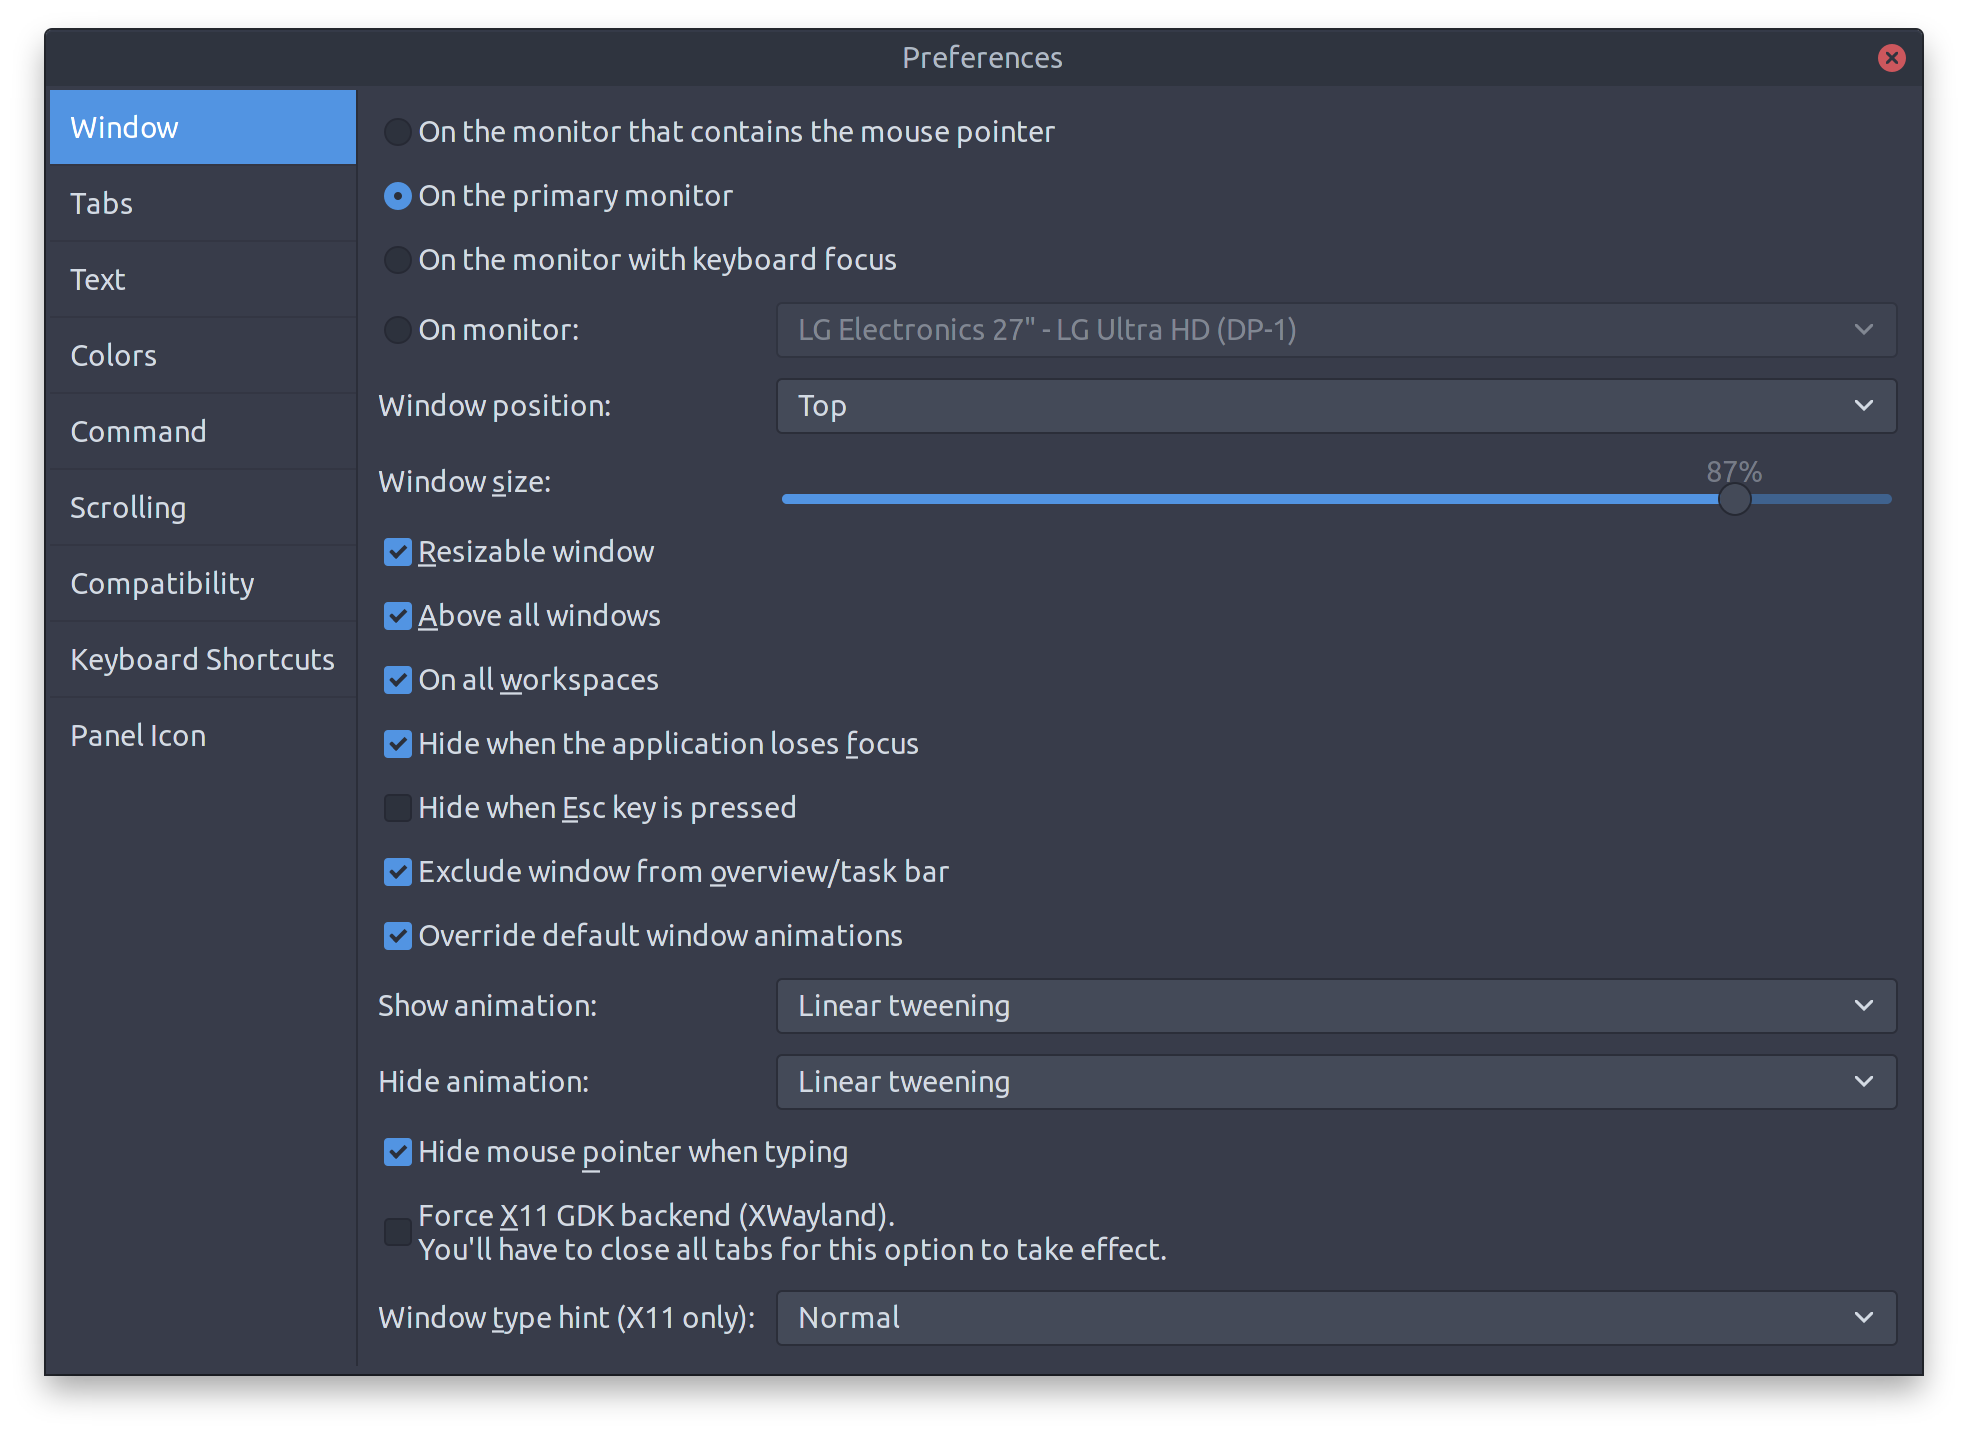 Preferences
Window
Tabs
Text
Colors
Command
Scrolling
Compatibility
Keyboard Shortcuts
Panel Icon
On the monitor that contains the mouse pointer
On the primary monitor
On the monitor with keyboard focus
On monitor: LG Electronics 27" - LG Ultra HD (DP-1)
Window position: Top
Window size: 87%
Resizable window
Above all windows
On all workspaces
Hide when the application loses focus
Hide when Esc key is pressed
Exclude window from overview/task bar
Override default window animations
Show animation: Linear tweening
Hide animation: Linear tweening
Hide mouse pointer when typing
Force X11 GDK backend (XWayland).
You'll have to close all tabs for this option to take effect.
Window type hint (X11 only): Normal